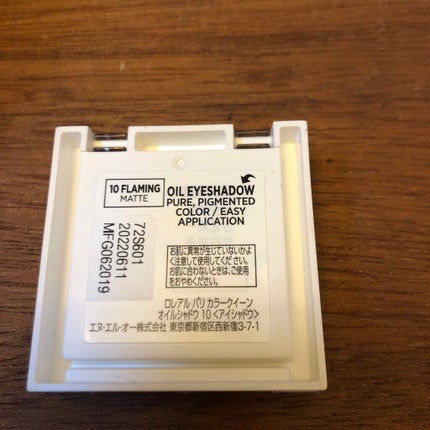 10 FLAMING
MATTE
72S601
20220611
MFG062019
OIL EYESHADOW
PURE, PIGMENTED
COLOR / EASY
APPLICATION
お肌に異常が生じていないかよ
く注意して使用してください。
お肌に合わないときは、ご使用
をおやめください。
ロレアル パリ カラークイーン
オイルシャドウ 10 <アイシャドウ>
エヌ・エル・オー株式会社 東京都新宿区西新宿3-7-1